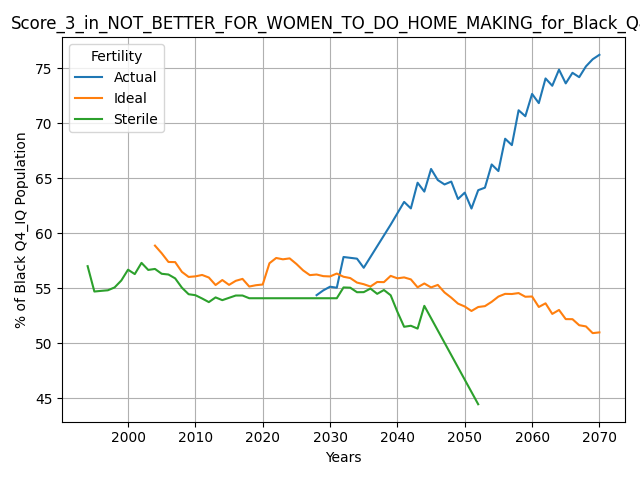 Score_3_in_NOT_BETTER_FOR_WOMEN_TO_DO_HOME_MAKING_for_Black_Q4
Fertility
Actual
Ideal
Sterile
% of Black Q4_IQ Population
75
70
65
60
55
50
45
2000
2010
2020
2030
2040
2050
2060
2070
Years